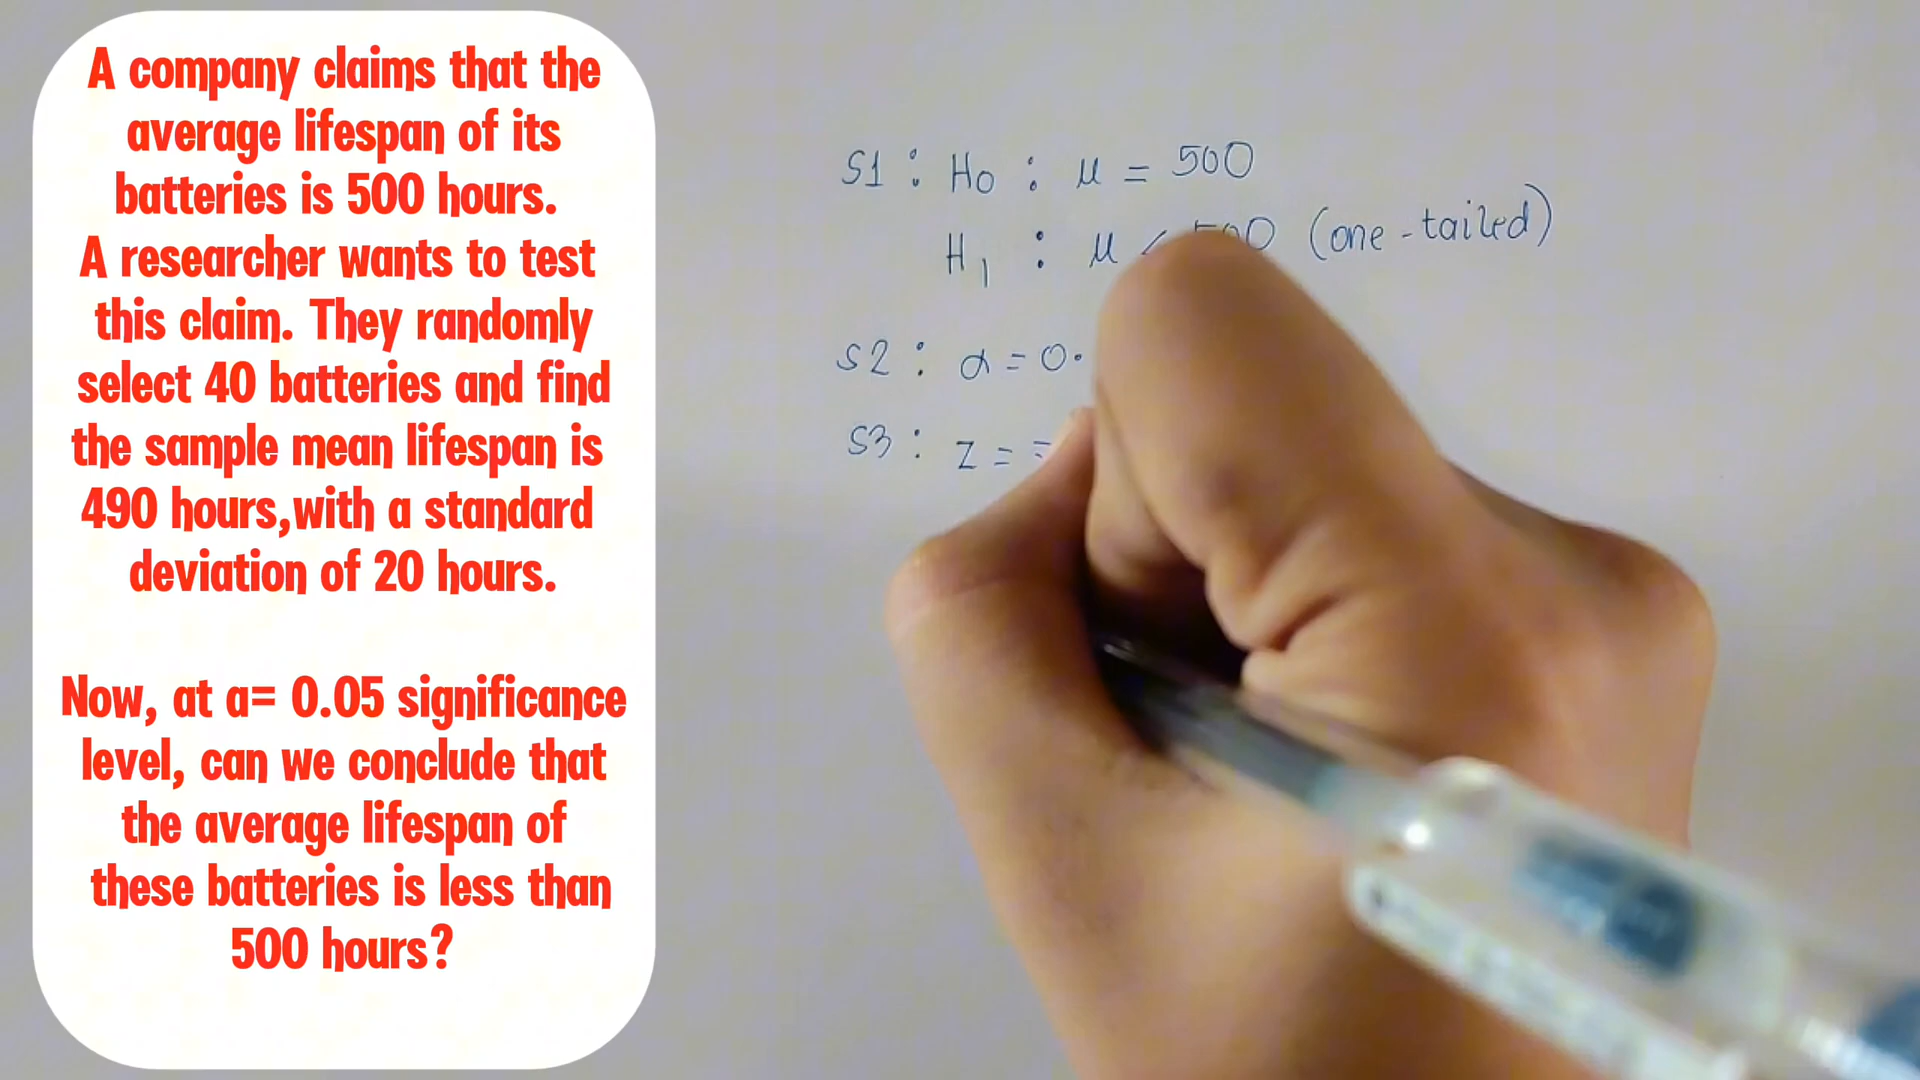 A company claims that the
average lifespan of its
batteries is 500 hours.
A researcher wants to test
this claim. They randomly
select 40 batteries and find
the sample mean lifespan is
490 hours,with a standard
deviation of 20 hours.
Now, at a= 0.05 significance
level, can we conclude that
the average lifespan of
these batteries is less than
500 hours?
S1 : H0 : μ = 500
H1 : μ < 500 (one-tailed)
S2 : α = 0.
S3 : z =